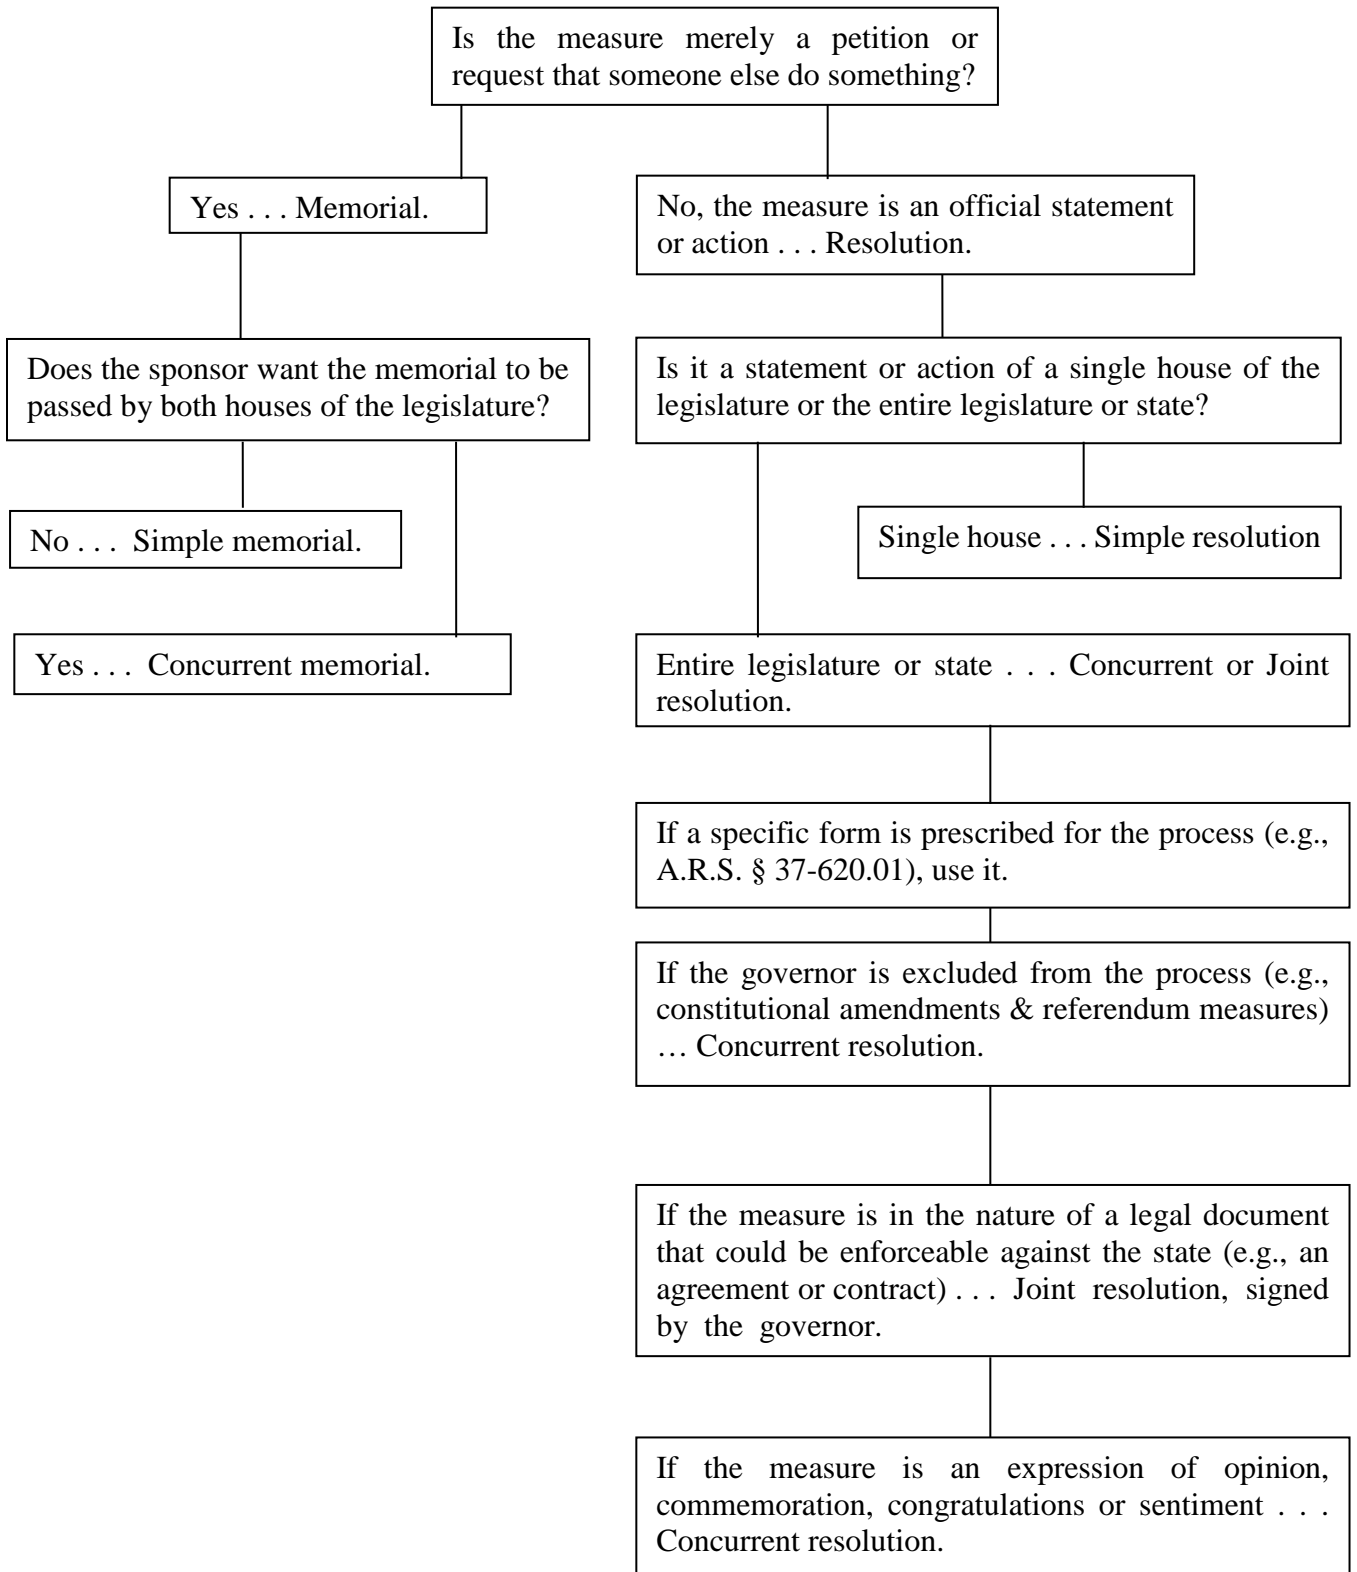 Is the measure merely a petition or
request that someone else do something?
Yes . . . Memorial.
No, the measure is an official statement
or action . . . Resolution.
Does the sponsor want the memorial to be
passed by both houses of the legislature?
Is it a statement or action of a single house of the
legislature or the entire legislature or state?
No . . . Simple memorial.
Single house . . . Simple resolution
Yes . . . Concurrent memorial.
Entire legislature or state . . . Concurrent or Joint
resolution.
If a specific form is prescribed for the process (e.g.,
A.R.S. § 37-620.01), use it.
If the governor is excluded from the process (e.g.,
constitutional amendments & referendum measures)
… Concurrent resolution.
If the measure is in the nature of a legal document
that could be enforceable against the state (e.g., an
agreement or contract) . . . Joint resolution, signed
by the governor.
If the measure is an expression of opinion,
commemoration, congratulations or sentiment . . .
Concurrent resolution.